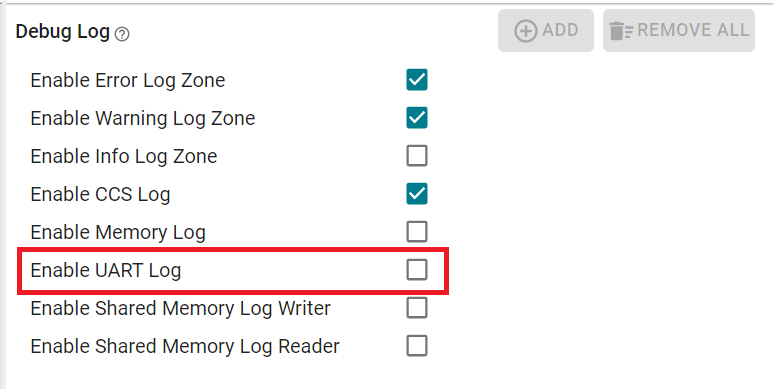 Debug Log ?
ADD
REMOVE ALL
Enable Error Log Zone
Enable Warning Log Zone
Enable Info Log Zone
Enable CCS Log
Enable Memory Log
Enable UART Log
Enable Shared Memory Log Writer
Enable Shared Memory Log Reader